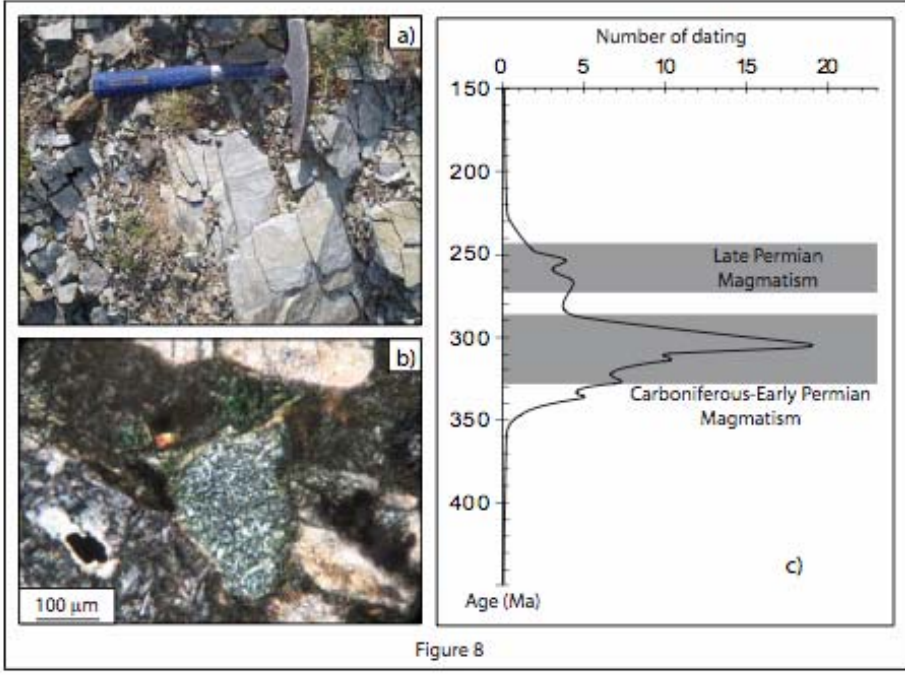 a)
b)
100 μm
Number of dating
0 5 10 15 20
150
200
250
300
350
400
Late Permian
Magmatism
Carboniferous-Early Permian
Magmatism
c)
Age (Ma)
Figure 8